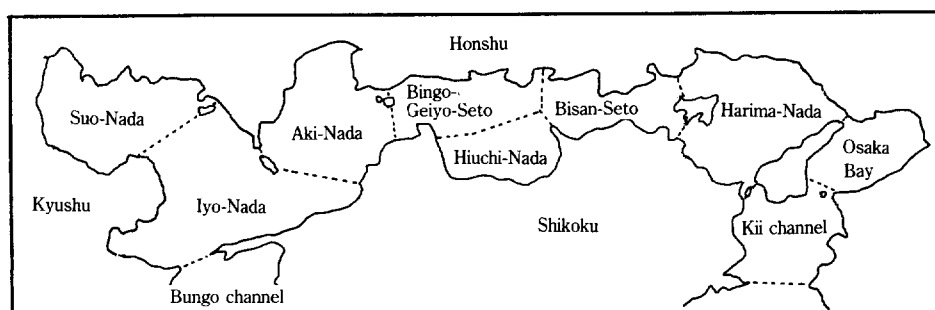 Honshu
Suo-Nada
Aki-Nada
Bingo-
Geiyo-Seto
Bisan-Seto
Harima-Nada
Hiuchi-Nada
Osaka
Bay
Kyushu
Iyo-Nada
Shikoku
Kii channel
Bungo channel